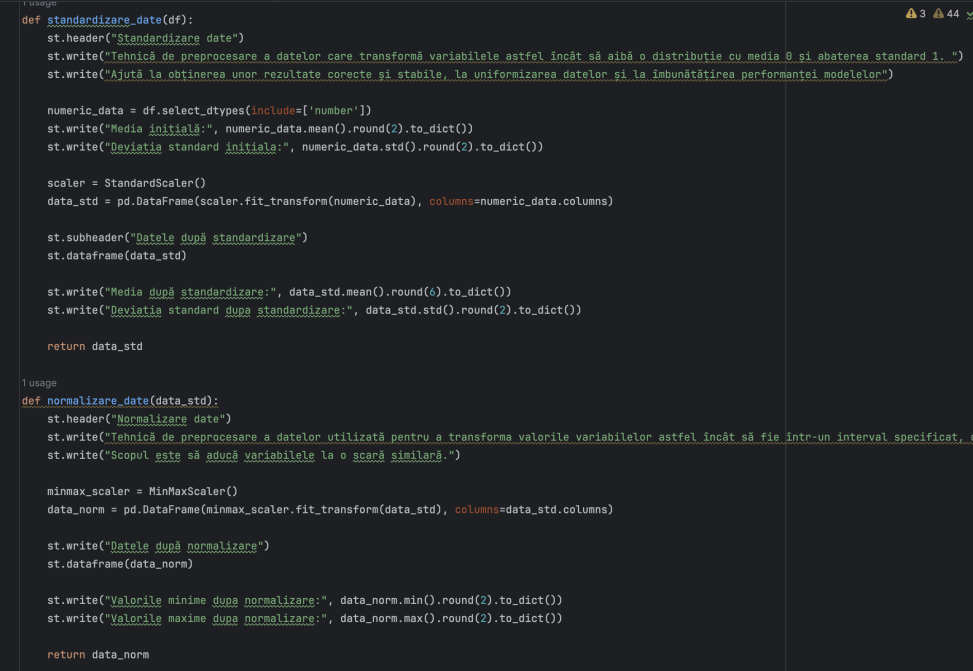 1 usage
3 44
def standardizare_date(df):
st.header("Standardizare date")
st.write("Tehnică de preprocesare a datelor care transformă variabilele astfel încât să aibă o distribuție cu media 0 și abaterea standard 1. ")
st.write("Ajută la obținerea unor rezultate corecte și stabile, la uniformizarea datelor și la îmbunătățirea performanței modelelor")
numeric_data = df.select_dtypes(include=['number'])
st.write("Media inițială:", numeric_data.mean().round(2).to_dict())
st.write("Deviatia standard initiala:", numeric_data.std().round(2).to_dict())
scaler = StandardScaler()
data_std = pd.DataFrame(scaler.fit_transform(numeric_data), columns=numeric_data.columns)
st.subheader("Datele după standardizare")
st.dataframe(data_std)
st.write("Media după standardizare:", data_std.mean().round(6).to_dict())
st.write("Deviatia standard dupa standardizare:", data_std.std().round(2).to_dict())
return data_std
1 usage
def normalizare_date(data_std):
st.header("Normalizare date")
st.write("Tehnică de preprocesare a datelor utilizată pentru a transforma valorile variabilelor astfel încât să fie într-un interval specificat,
st.write("Scopul este să aducă variabilele la o scară similară.")
minmax_scaler = MinMaxScaler()
data_norm = pd.DataFrame(minmax_scaler.fit_transform(data_std), columns=data_std.columns)
st.write("Datele după normalizare")
st.dataframe(data_norm)
st.write("Valorile minime dupa normalizare:", data_norm.min().round(2).to_dict())
st.write("Valorile maxime dupa normalizare:", data_norm.max().round(2).to_dict())
return data_norm